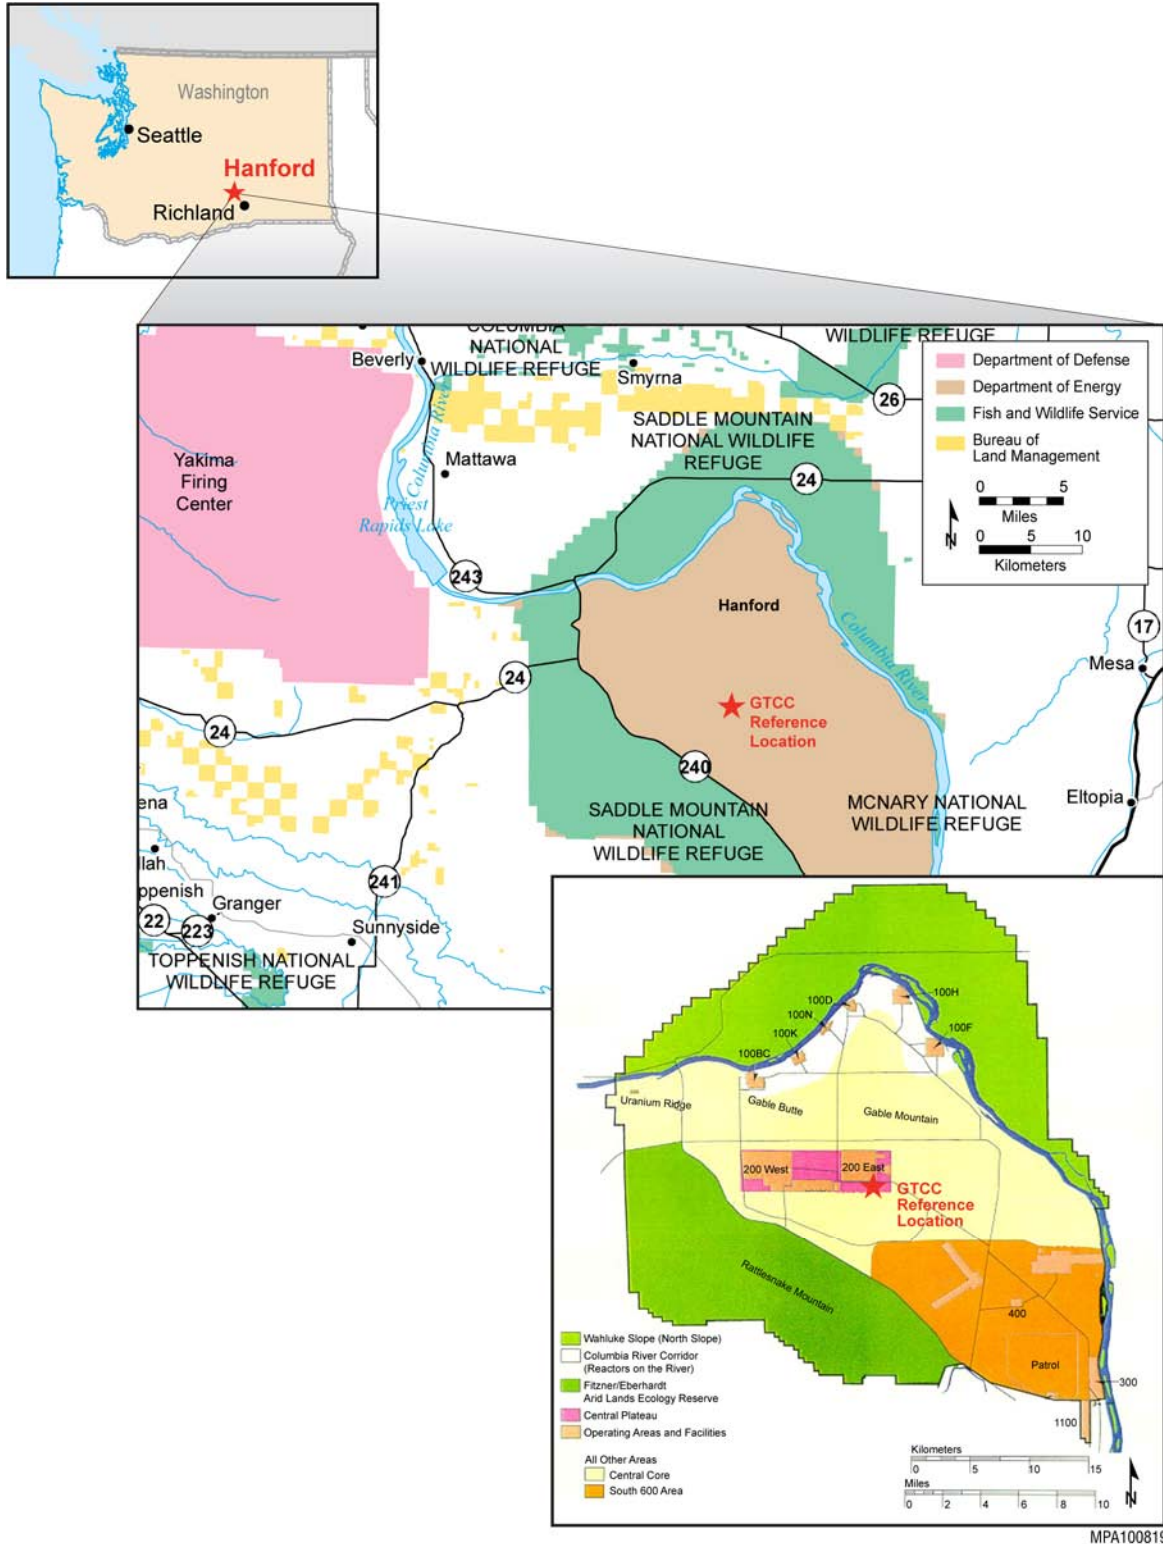 Washington
Seattle
Hanford
Richland
COLUMBIA
NATIONAL
WILDLIFE REFUGE
WILDLIFE REFUGE
Beverly
Smyrna
Columbia River
26
Department of Defense
Department of Energy
Fish and Wildlife Service
Bureau of
Land Management
0 5
Miles
0 5 10
Kilometers
N
SADDLE MOUNTAIN
NATIONAL WILDLIFE
REFUGE
Yakima
Firing
Center
Mattawa
24
Priest
Rapids Lake
243
Hanford
Columbia River
17
Mesa
24
GTCC
Reference
Location
24
240
ena
SADDLE MOUNTAIN
NATIONAL
WILDLIFE REFUGE
MCNARY NATIONAL
WILDLIFE REFUGE
Eltopia
llah
ppenish
241
22
223
Granger
Sunnyside
TOPPENISH NATIONAL
WILDLIFE REFUGE
100D
100H
100N
100K
100F
100BC
Uranium Ridge
Gable Butte
Gable Mountain
200 West
200 East
GTCC
Reference
Location
Rattlesnake Mountain
400
Patrol
300
1100
Wahluke Slope (North Slope)
Columbia River Corridor
(Reactors on the River)
Fitzner/Eberhardt
Arid Lands Ecology Reserve
Central Plateau
Operating Areas and Facilities
All Other Areas
Central Core
South 600 Area
Kilometers
0 5 10 15
Miles
0 2 4 6 8 10
N
MPA100819